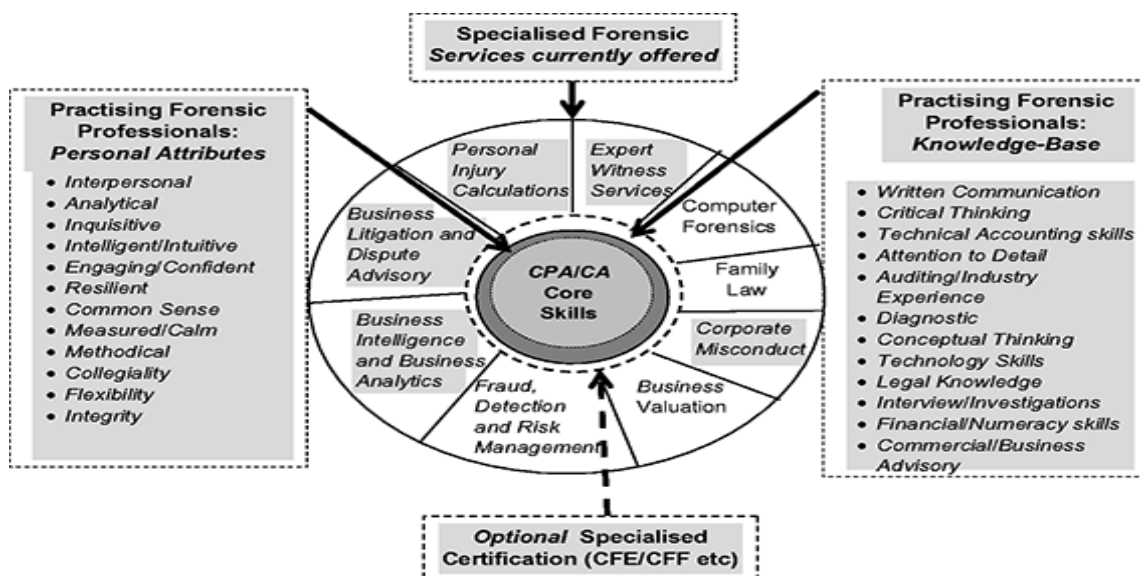 Specialised Forensic
Services currently offered
Practising Forensic
Professionals:
Personal Attributes
• Interpersonal
• Analytical
• Inquisitive
• Intelligent/Intuitive
• Engaging/Confident
• Resilient
• Common Sense
• Measured/Calm
• Methodical
• Collegiality
• Flexibility
• Integrity
Personal
Injury
Calculations
Expert
Witness
Services
Computer
Forensics
Family
Law
Corporate
Misconduct
Business
Valuation
Fraud,
Detection
and Risk
Management
Business
Intelligence
and Business
Analytics
Business
Litigation and
Dispute
Advisory
CPA/CA
Core
Skills
Practising Forensic
Professionals:
Knowledge-Base
• Written Communication
• Critical Thinking
• Technical Accounting skills
• Attention to Detail
• Auditing/Industry
Experience
• Diagnostic
• Conceptual Thinking
• Technology Skills
• Legal Knowledge
• Interview/Investigations
• Financial/Numeracy skills
• Commercial/Business
Advisory
Optional Specialised
Certification (CFE/CFF etc)